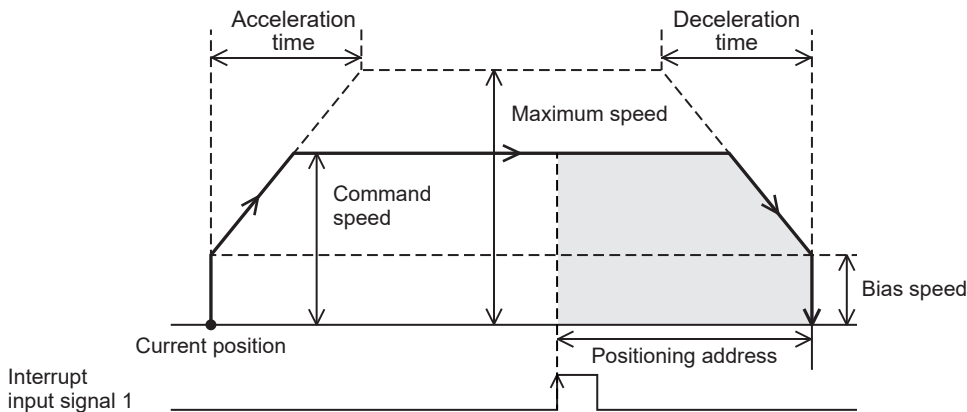 Acceleration
time
Deceleration
time
Maximum speed
Command
speed
Bias speed
Current position
Positioning address
Interrupt
input signal 1